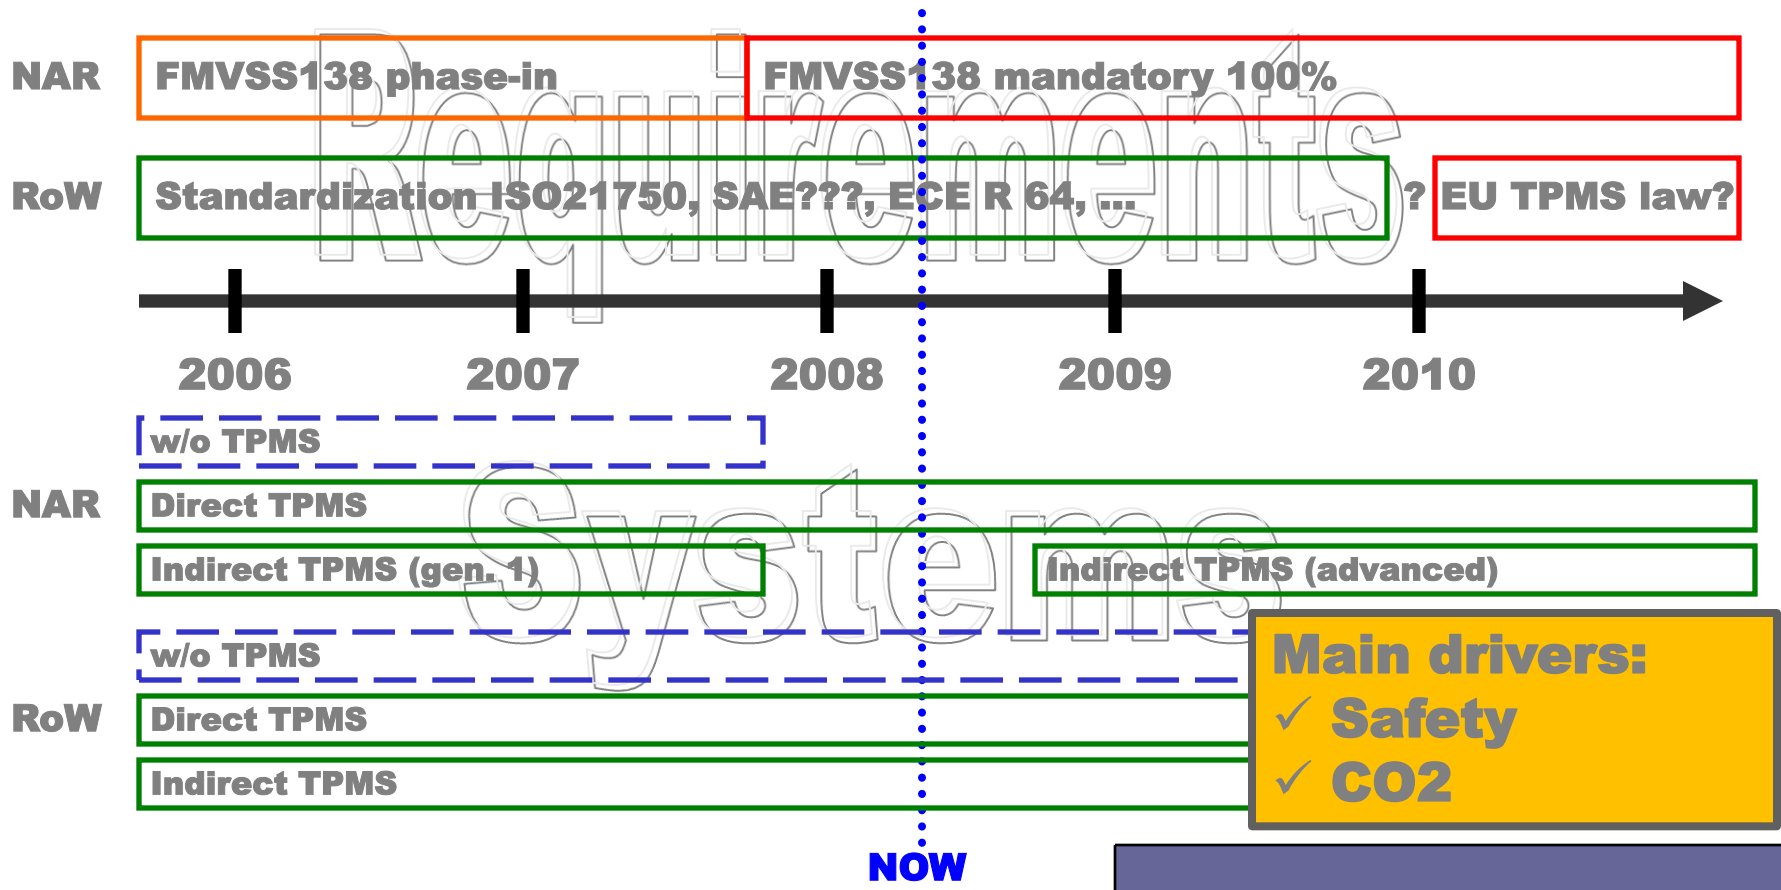 NAR FMVSS138 phase-in FMVSS138 mandatory 100%
Requirements
RoW Standardization ISO21750, SAE???, ECE R 64, ... ? EU TPMS law?
2006 2007 2008 2009 2010
w/o TPMS
NAR Direct TPMS
Systems
Indirect TPMS (gen. 1) Indirect TPMS (advanced)
w/o TPMS
RoW Direct TPMS
Indirect TPMS
Main drivers:
✓ Safety
✓ CO2
NOW